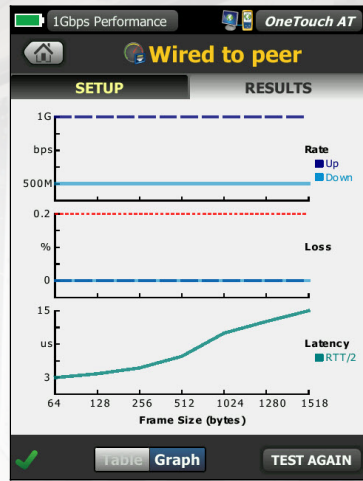 1Gbps Performance
OneTouch AT
Wired to peer
SETUP
RESULTS
1G
bps
500M
Rate
Up
Down
0.2
%
0
Loss
15
us
3
Latency
RTT/2
64 128 256 512 1024 1280 1518
Frame Size (bytes)
Table Graph
TEST AGAIN